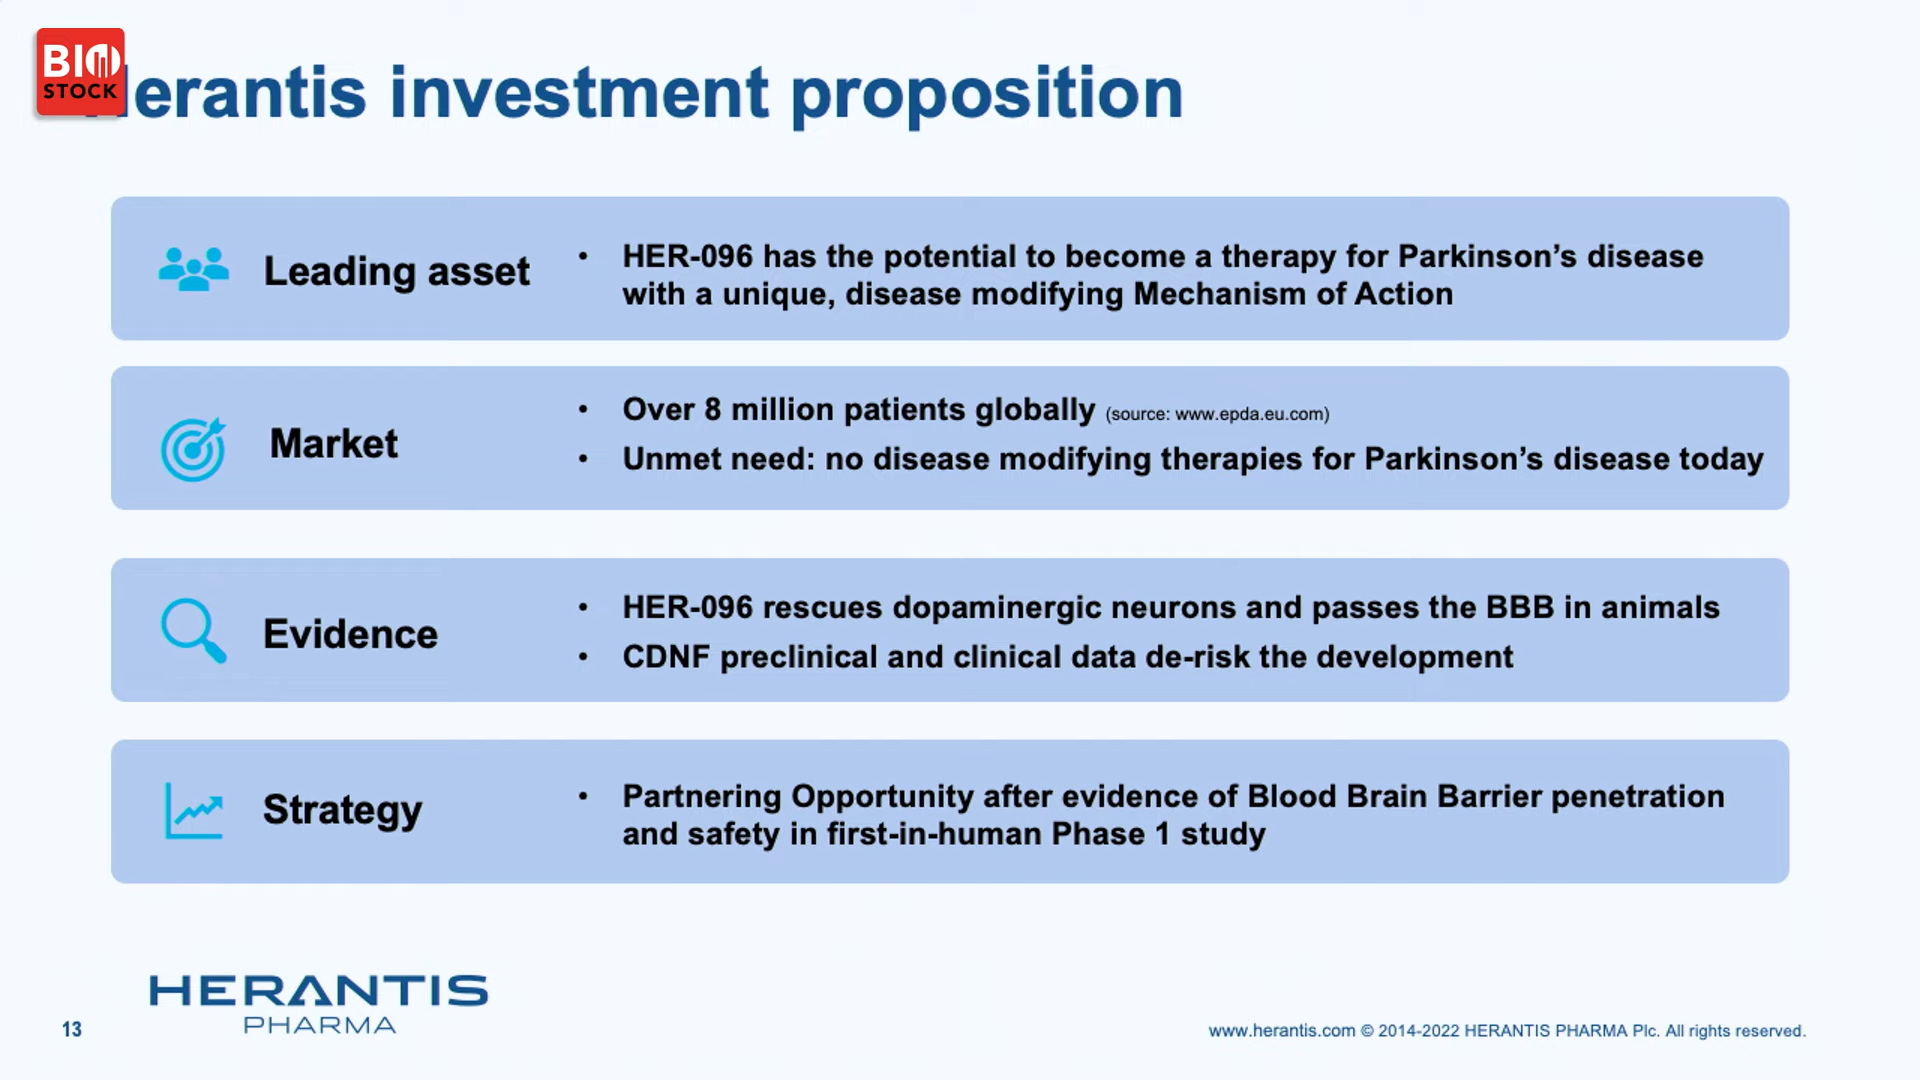 BIO
STOCK
Herantis investment proposition
Leading asset
• HER-096 has the potential to become a therapy for Parkinson’s disease
with a unique, disease modifying Mechanism of Action
Market
• Over 8 million patients globally (source: www.epda.eu.com)
• Unmet need: no disease modifying therapies for Parkinson’s disease today
Evidence
• HER-096 rescues dopaminergic neurons and passes the BBB in animals
• CDNF preclinical and clinical data de-risk the development
Strategy
• Partnering Opportunity after evidence of Blood Brain Barrier penetration
and safety in first-in-human Phase 1 study
HERANTIS
PHARMA
13
www.herantis.com © 2014-2022 HERANTIS PHARMA Plc. All rights reserved.